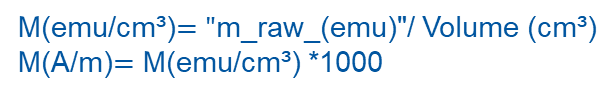 M(emu/cm³)= "m_raw_(emu)"/ Volume (cm³)
M(A/m)= M(emu/cm³) *1000